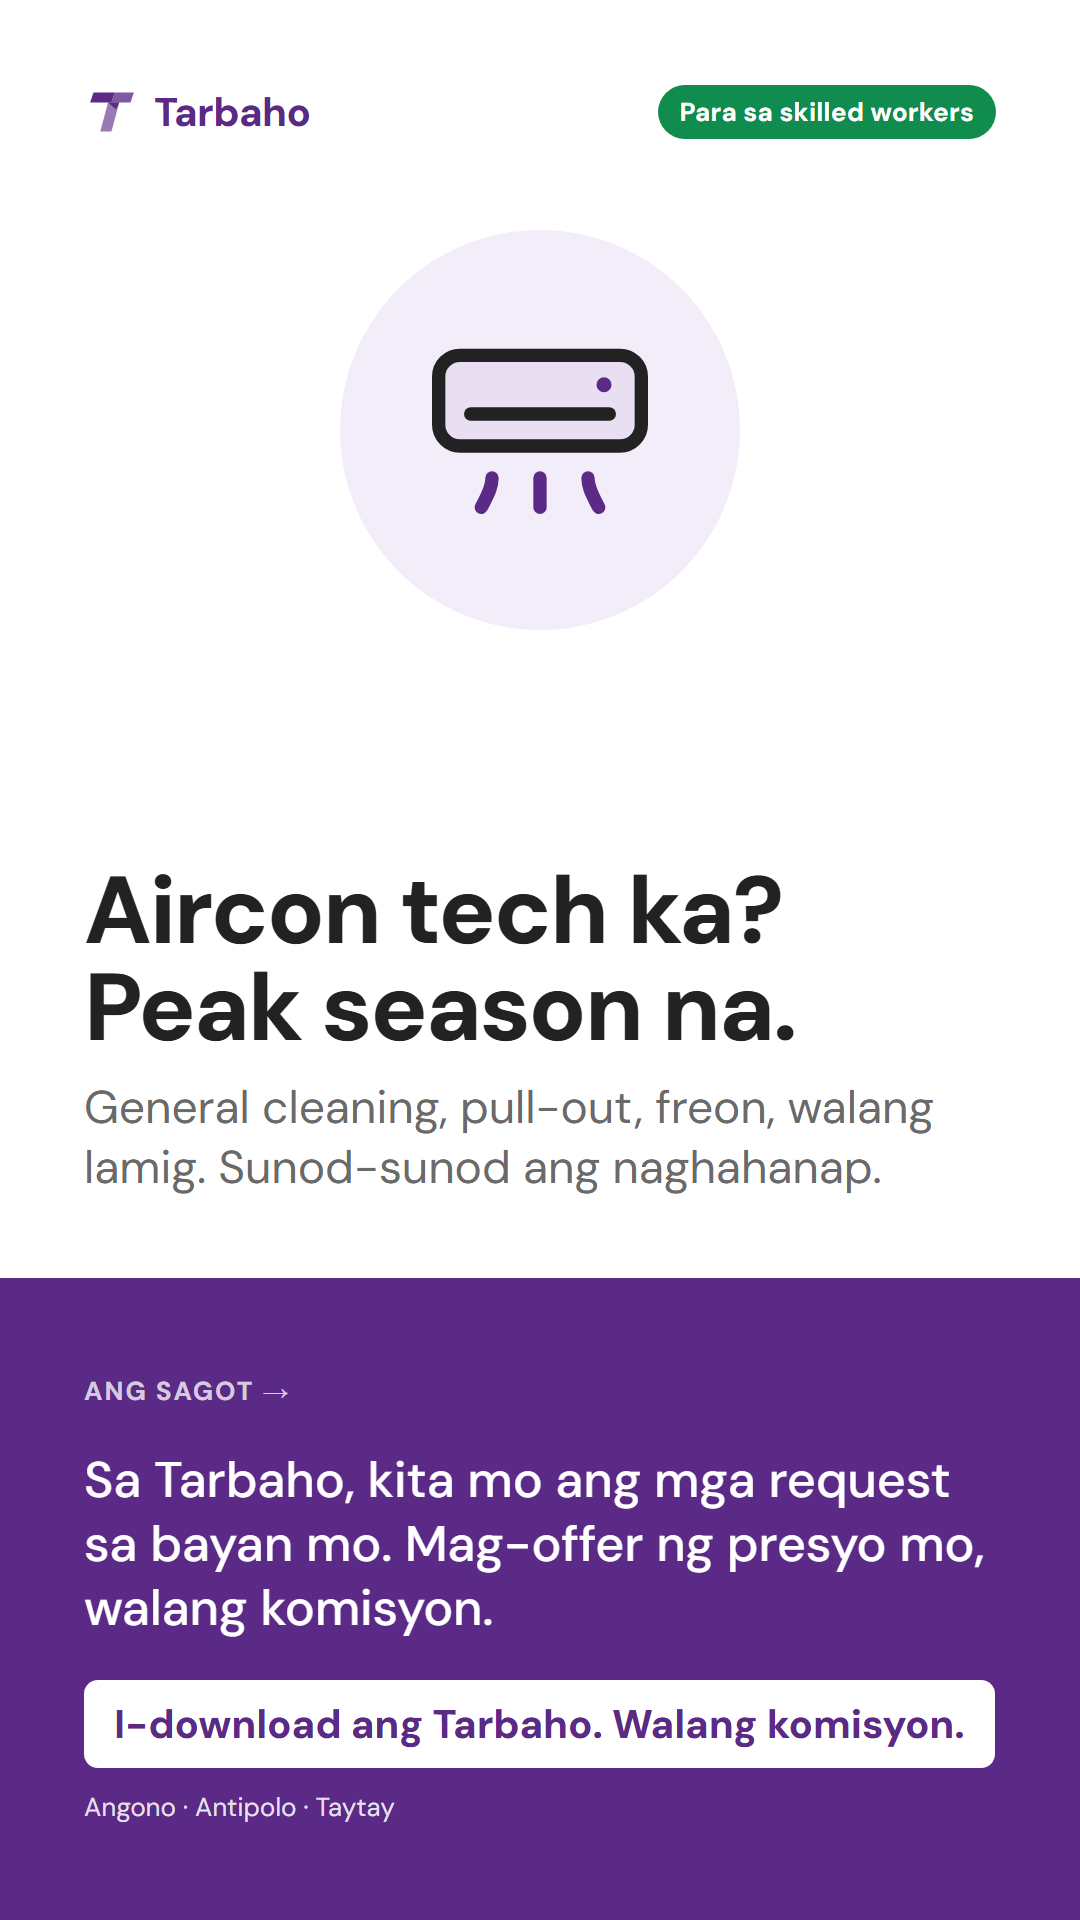 Tarbaho
Para sa skilled workers
Aircon tech ka?
Peak season na.
General cleaning, pull-out, freon, walang
lamig. Sunod-sunod ang naghahanap.
ANG SAGOT →
Sa Tarbaho, kita mo ang mga request
sa bayan mo. Mag-offer ng presyo mo,
walang komisyon.
I-download ang Tarbaho. Walang komisyon.
Angono · Antipolo · Taytay